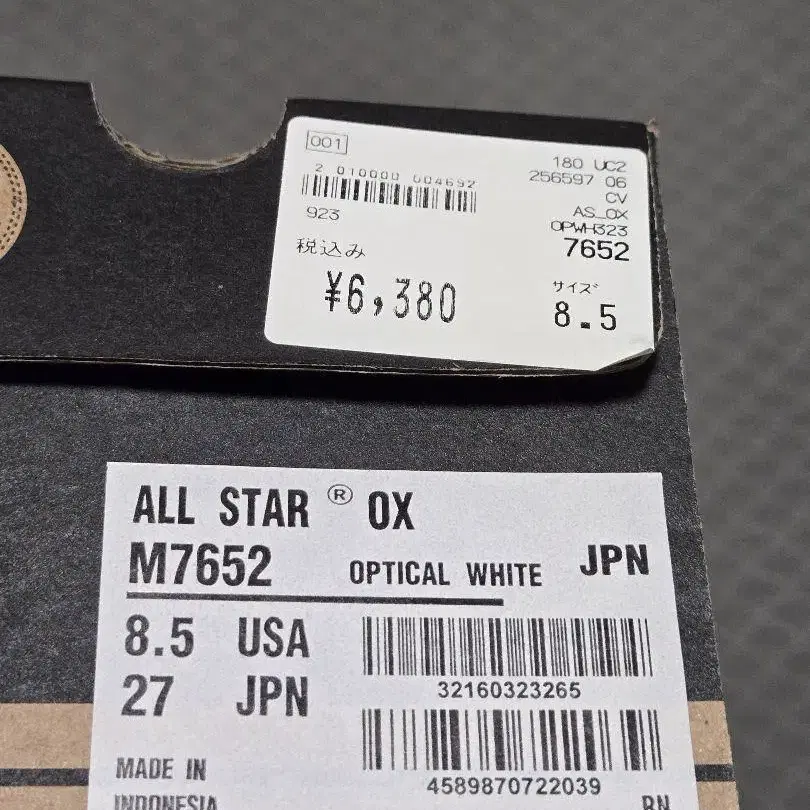 001
2 010000 004692
923
180 UC2
256597 06
CV
AS_OX
OPWH323
7652
税込み
¥6,380
サイズ
8.5
ALL STAR ® OX
M7652 OPTICAL WHITE JPN
8.5 USA
27 JPN
32160323265
4589870722039
MADE IN
INDONESIA
BN